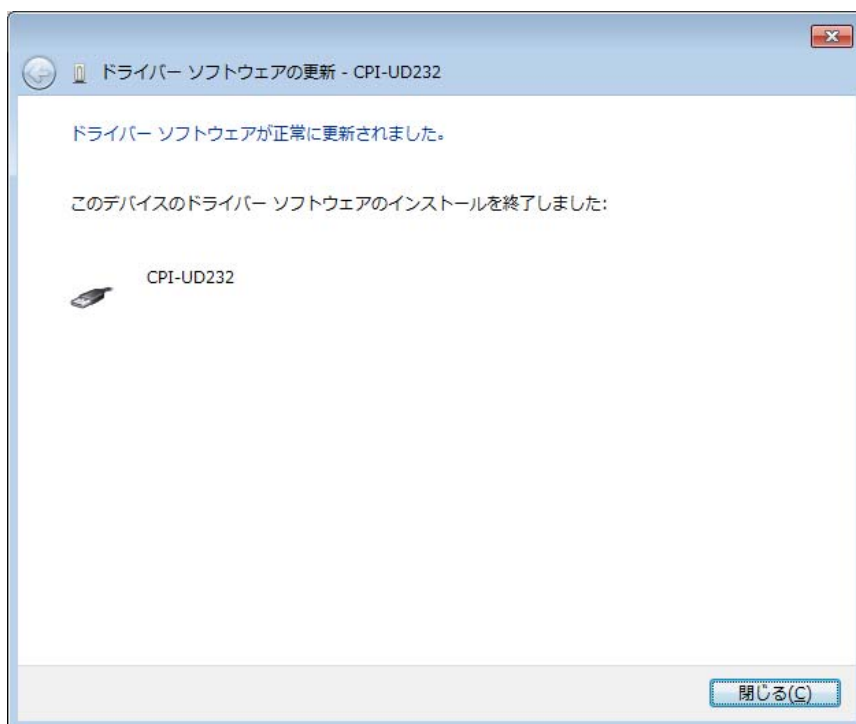 ドライバー ソフトウェアの更新 - CPI-UD232
ドライバー ソフトウェアが正常に更新されました。
このデバイスのドライバー ソフトウェアのインストールを終了しました:
CPI-UD232
閉じる(C)